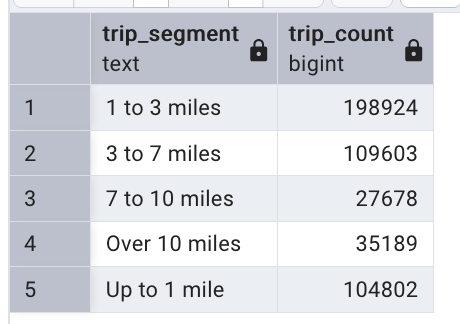 trip_segment trip_count
text bigint
1 1 to 3 miles 198924
2 3 to 7 miles 109603
3 7 to 10 miles 27678
4 Over 10 miles 35189
5 Up to 1 mile 104802